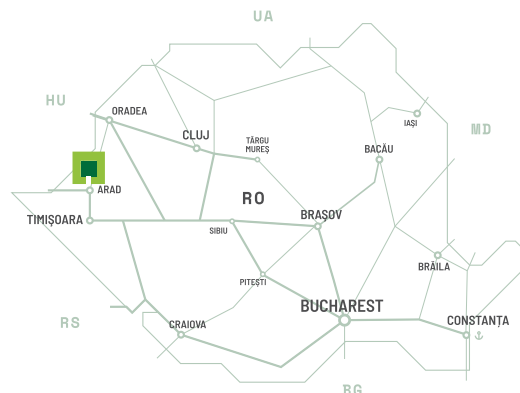 UA
HU
ORADEA
CLUJ
TÂRGU
MUREȘ
IAȘI
MD
BACĂU
ARAD
RO
TIMIȘOARA
SIBIU
BRAȘOV
BRĂILA
PITEȘTI
BUCHAREST
RS
CRAIOVA
CONSTANȚA
BG